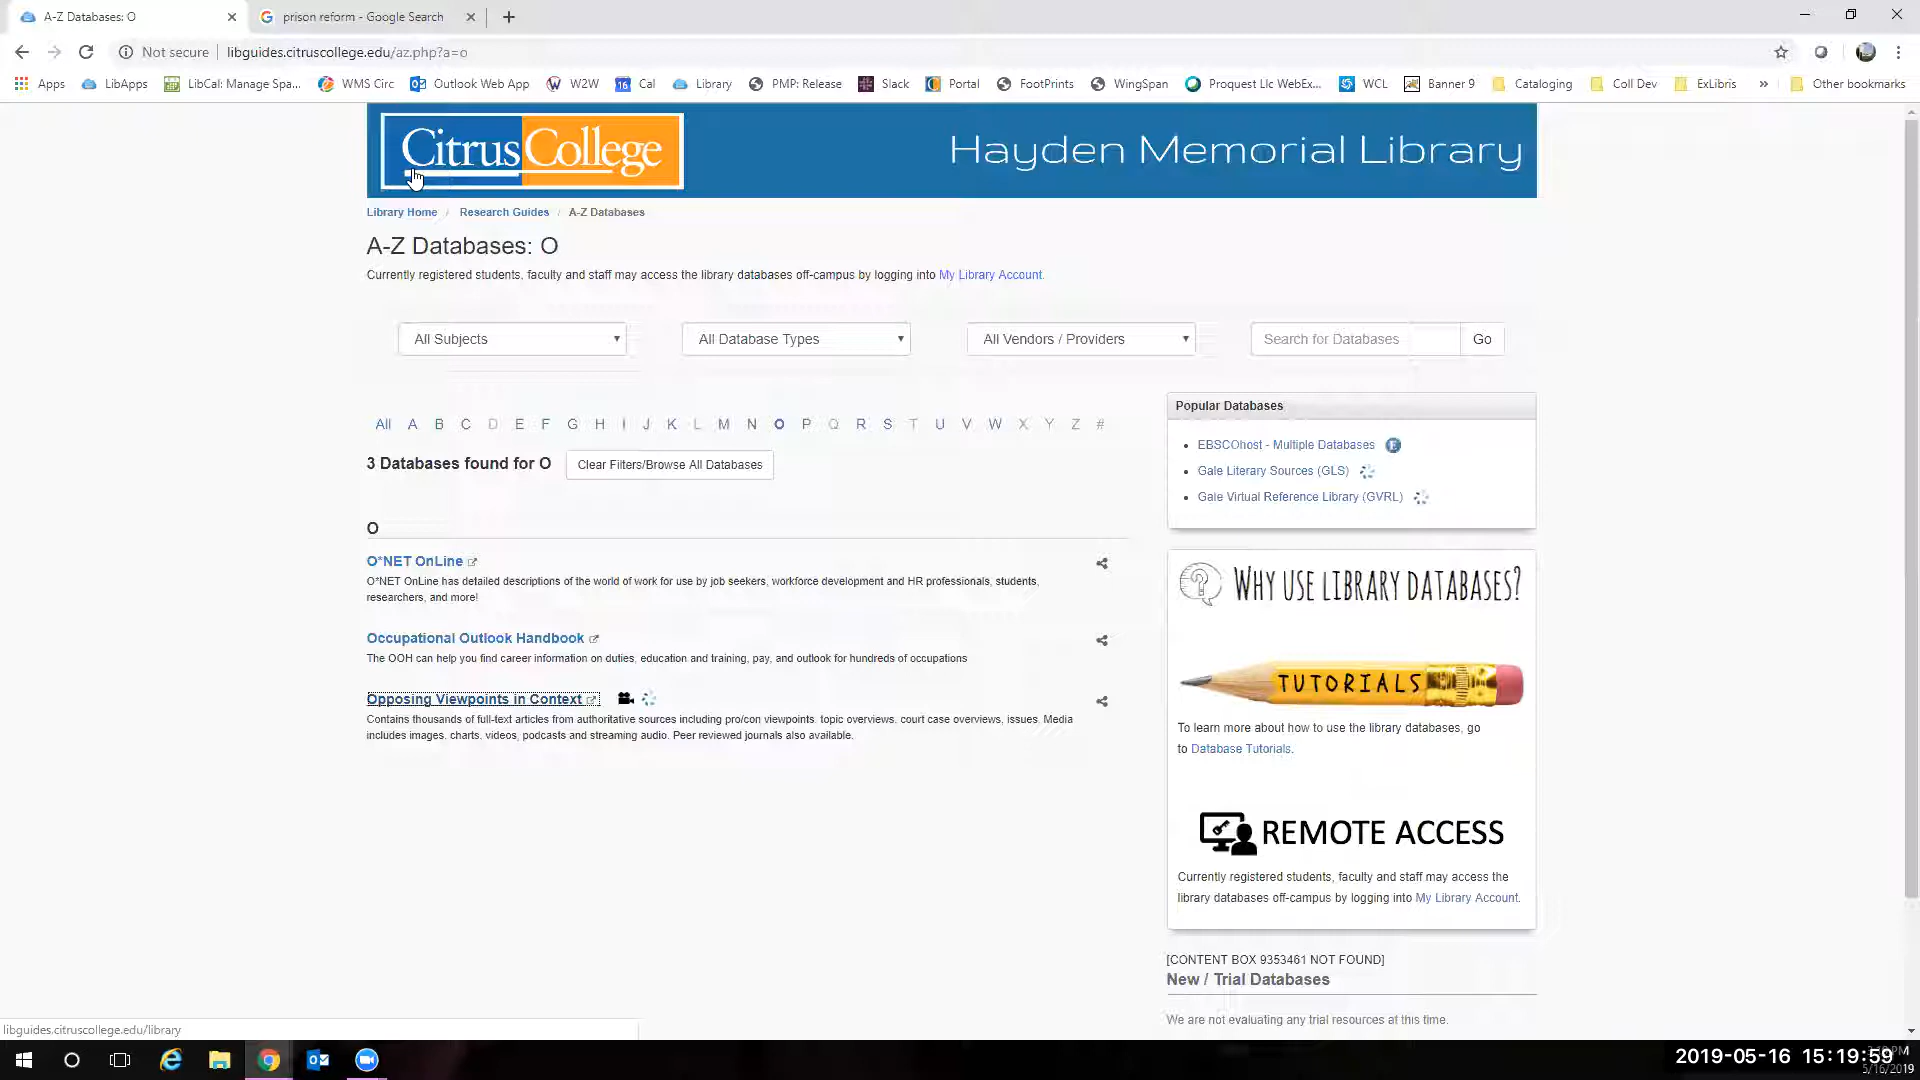 A-Z Databases: O
prison reform - Google Search
Not secure
libguides.citruscollege.edu/az.php?a=o
Apps
LibApps
LibCal: Manage Spa...
WMS Circ
Outlook Web App
W2W
16 Cal
Library
PMP: Release
Slack
Portal
FootPrints
WingSpan
Proquest Llc WebEx...
WCL
Banner 9
Cataloging
Coll Dev
ExLibris
»
Other bookmarks
CitrusCollege
Hayden Memorial Library
Library Home / Research Guides / A-Z Databases
A-Z Databases: O
Currently registered students, faculty and staff may access the library databases off-campus by logging into My Library Account.
All Subjects
All Database Types
All Vendors / Providers
Search for Databases
Go
All A B C D E F G H I J K L M N O P Q R S T U V W X Y Z #
3 Databases found for O
Clear Filters/Browse All Databases
O
O*NET OnLine
O*NET OnLine has detailed descriptions of the world of work for use by job seekers, workforce development and HR professionals, students,
researchers, and more!
Occupational Outlook Handbook
The OOH can help you find career information on duties, education and training, pay, and outlook for hundreds of occupations
Opposing Viewpoints in Context
Contains thousands of full-text articles from authoritative sources including pro/con viewpoints, topic overviews, court case overviews, issues. Media
includes images, charts, videos, podcasts and streaming audio. Peer reviewed journals also available.
Popular Databases
EBSCOhost - Multiple Databases
Gale Literary Sources (GLS)
Gale Virtual Reference Library (GVRL)
WHY USE LIBRARY DATABASES?
TUTORIALS
To learn more about how to use the library databases, go
to Database Tutorials.
REMOTE ACCESS
Currently registered students, faculty and staff may access the
library databases off-campus by logging into My Library Account.
[CONTENT BOX 9353461 NOT FOUND]
New / Trial Databases
We are not evaluating any trial resources at this time.
libguides.citruscollege.edu/library
2019-05-16 15:19:59
5/16/2019